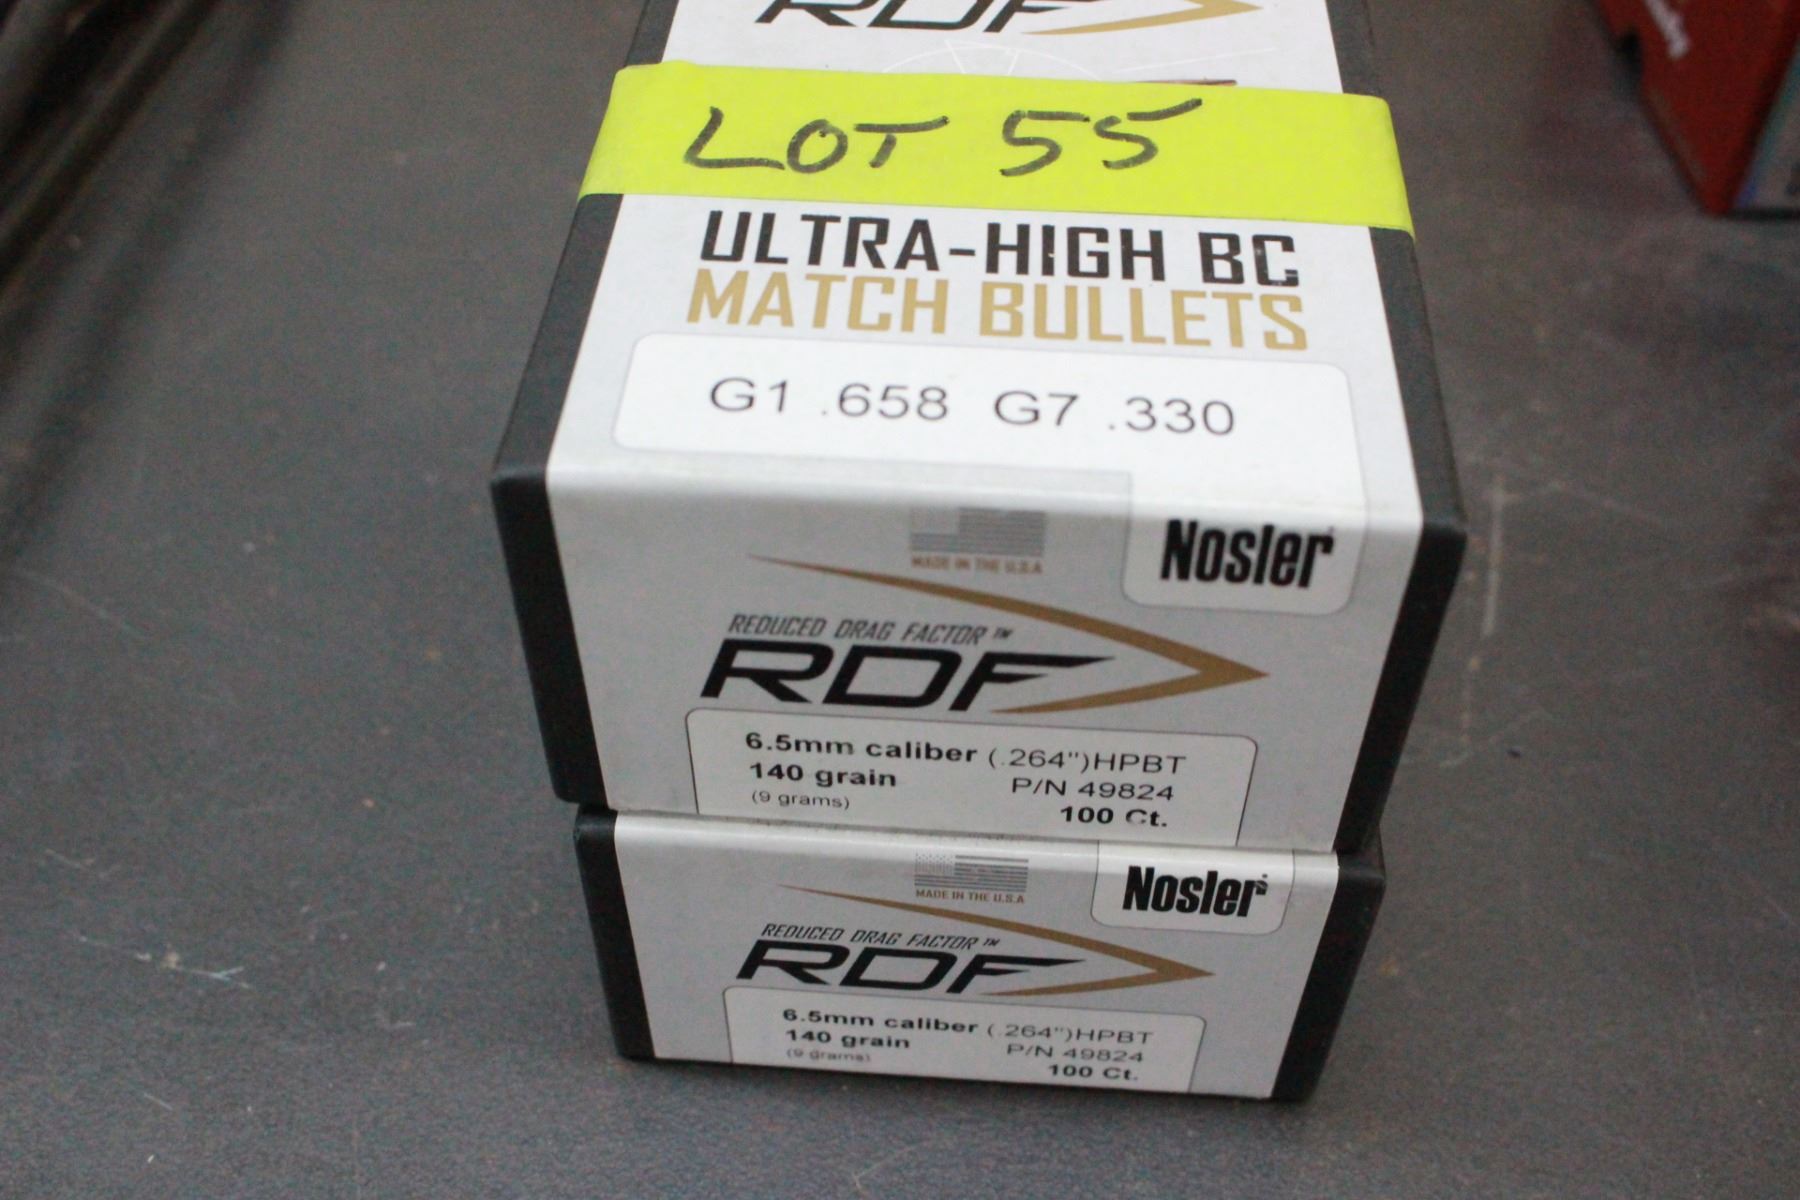 RDF
LOT 55
ULTRA-HIGH BC
MATCH BULLETS
G1 .658 G7 .330
Nosler
MADE IN THE U.S.A
REDUCED DRAG FACTOR™
RDF
6.5mm caliber (.264")HPBT
140 grain P/N 49824
(9 grams) 100 Ct.
Nosler
MADE IN THE U.S.A
REDUCED DRAG FACTOR™
RDF
6.5mm caliber (.264")HPBT
140 grain P/N 49824
(9 grams) 100 Ct.